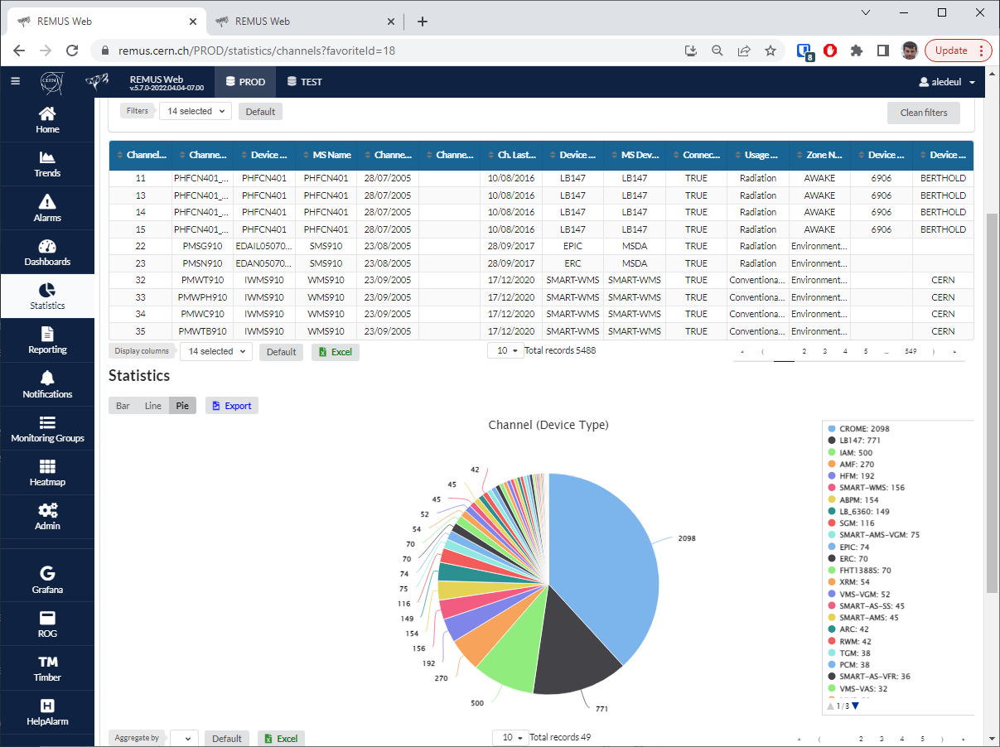 REMUS Web
REMUS Web
remus.cern.ch/PROD/statistics/channels?favoriteId=18
8
Update
CERN
REMUS Web
v.5.7.0-2022.04.04-07.00
PROD
TEST
aledeul
Home
Trends
Alarms
Dashboards
Statistics
Reporting
Notifications
Monitoring Groups
Heatmap
Admin
Grafana
ROG
TM
Timber
H
HelpAlarm
Filters 14 selected Default Clean filters
Channel... Channe... Device ... MS Name Channe... Channe... Ch. Last... Device ... MS Dev... Connec... Usage ... Zone N... Device ... Device ...
11 PHFCN401_... PHFCN401 PHFCN401 28/07/2005 10/08/2016 LB147 LB147 TRUE Radiation AWAKE 6906 BERTHOLD
13 PHFCN401_... PHFCN401 PHFCN401 28/07/2005 10/08/2016 LB147 LB147 TRUE Radiation AWAKE 6906 BERTHOLD
14 PHFCN401_... PHFCN401 PHFCN401 28/07/2005 10/08/2016 LB147 LB147 TRUE Radiation AWAKE 6906 BERTHOLD
15 PHFCN401_... PHFCN401 PHFCN401 28/07/2005 10/08/2016 LB147 LB147 TRUE Radiation AWAKE 6906 BERTHOLD
22 PMSG910 EDAIL05070... SMS910 23/08/2005 28/09/2017 EPIC MSDA TRUE Radiation Environment...
23 PMSN910 EDAN05070... SMS910 23/08/2005 28/09/2017 ERC MSDA TRUE Radiation Environment...
32 PMWT910 IWMS910 WMS910 23/09/2005 17/12/2020 SMART-WMS SMART-WMS TRUE Conventiona... Environment... CERN
33 PMWPH910 IWMS910 WMS910 23/09/2005 17/12/2020 SMART-WMS SMART-WMS TRUE Conventiona... Environment... CERN
34 PMWC910 IWMS910 WMS910 23/09/2005 17/12/2020 SMART-WMS SMART-WMS TRUE Conventiona... Environment... CERN
35 PMWTB910 IWMS910 WMS910 23/09/2005 17/12/2020 SMART-WMS SMART-WMS TRUE Conventiona... Environment... CERN
Display columns 14 selected Default Excel 10 Total records 5488 2 3 4 5 ... 549
Statistics
Bar Line Pie Export
Channel (Device Type)
42
45
45
52
54
70
70
74
75
116
149
154
156
192
270
500
771
2098
CROME: 2098
LB147: 771
IAM: 500
AMF: 270
HFM: 192
SMART-WMS: 156
ABPM: 154
LB_6360: 149
SGM: 116
SMART-AMS-VGM: 75
EPIC: 74
ERC: 70
FHT1388S: 70
XRM: 54
VMS-VGM: 52
SMART-AS-SS: 45
SMART-AMS: 45
ARC: 42
RWM: 42
TGM: 38
PCM: 38
SMART-AS-VFR: 36
VMS-VAS: 32
1/3
Aggregate by Default Excel 10 Total records 49 2 3 4 5